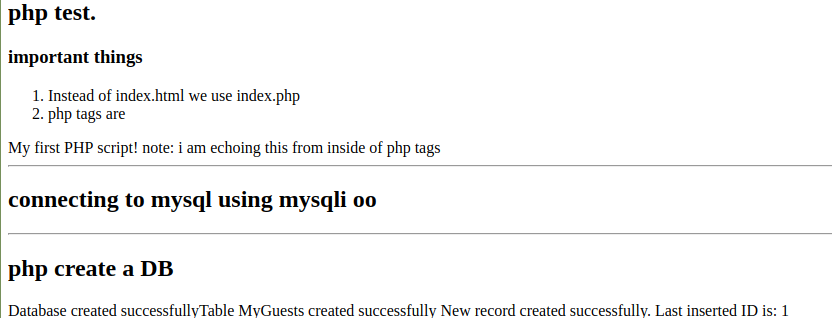 php test.
important things
1. Instead of index.html we use index.php
2. php tags are
My first PHP script! note: i am echoing this from inside of php tags
connecting to mysql using mysqli oo
php create a DB
Database created successfullyTable MyGuests created successfully New record created successfully. Last inserted ID is: 1